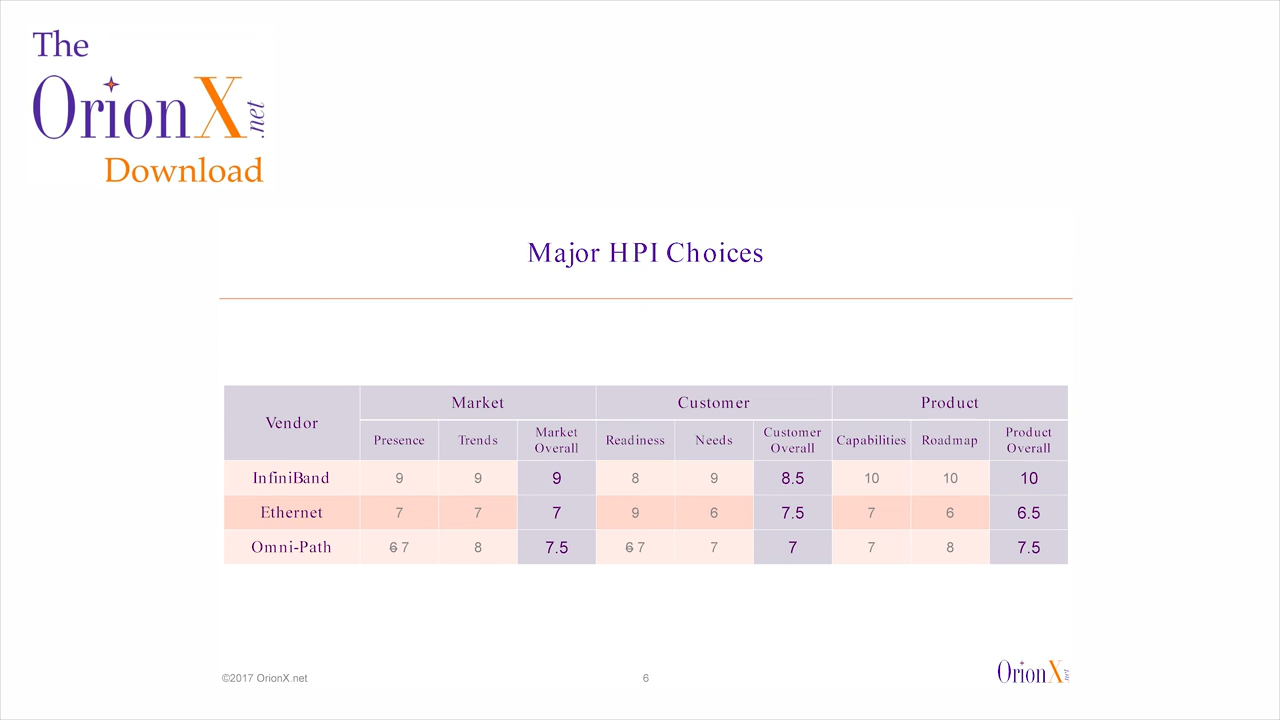 The
OrionX.net
Download
Major HPI Choices
Vendor Market Customer Product
Presence Trends Market Overall Readiness Needs Customer Overall Capabilities Roadmap Product Overall
InfiniBand 9 9 9 8 9 8.5 10 10 10
Ethernet 7 7 7 9 6 7.5 7 6 6.5
Omni-Path 6 7 8 7.5 6 7 7 7 7 8 7.5
©2017 OrionX.net 6 OrionX.net